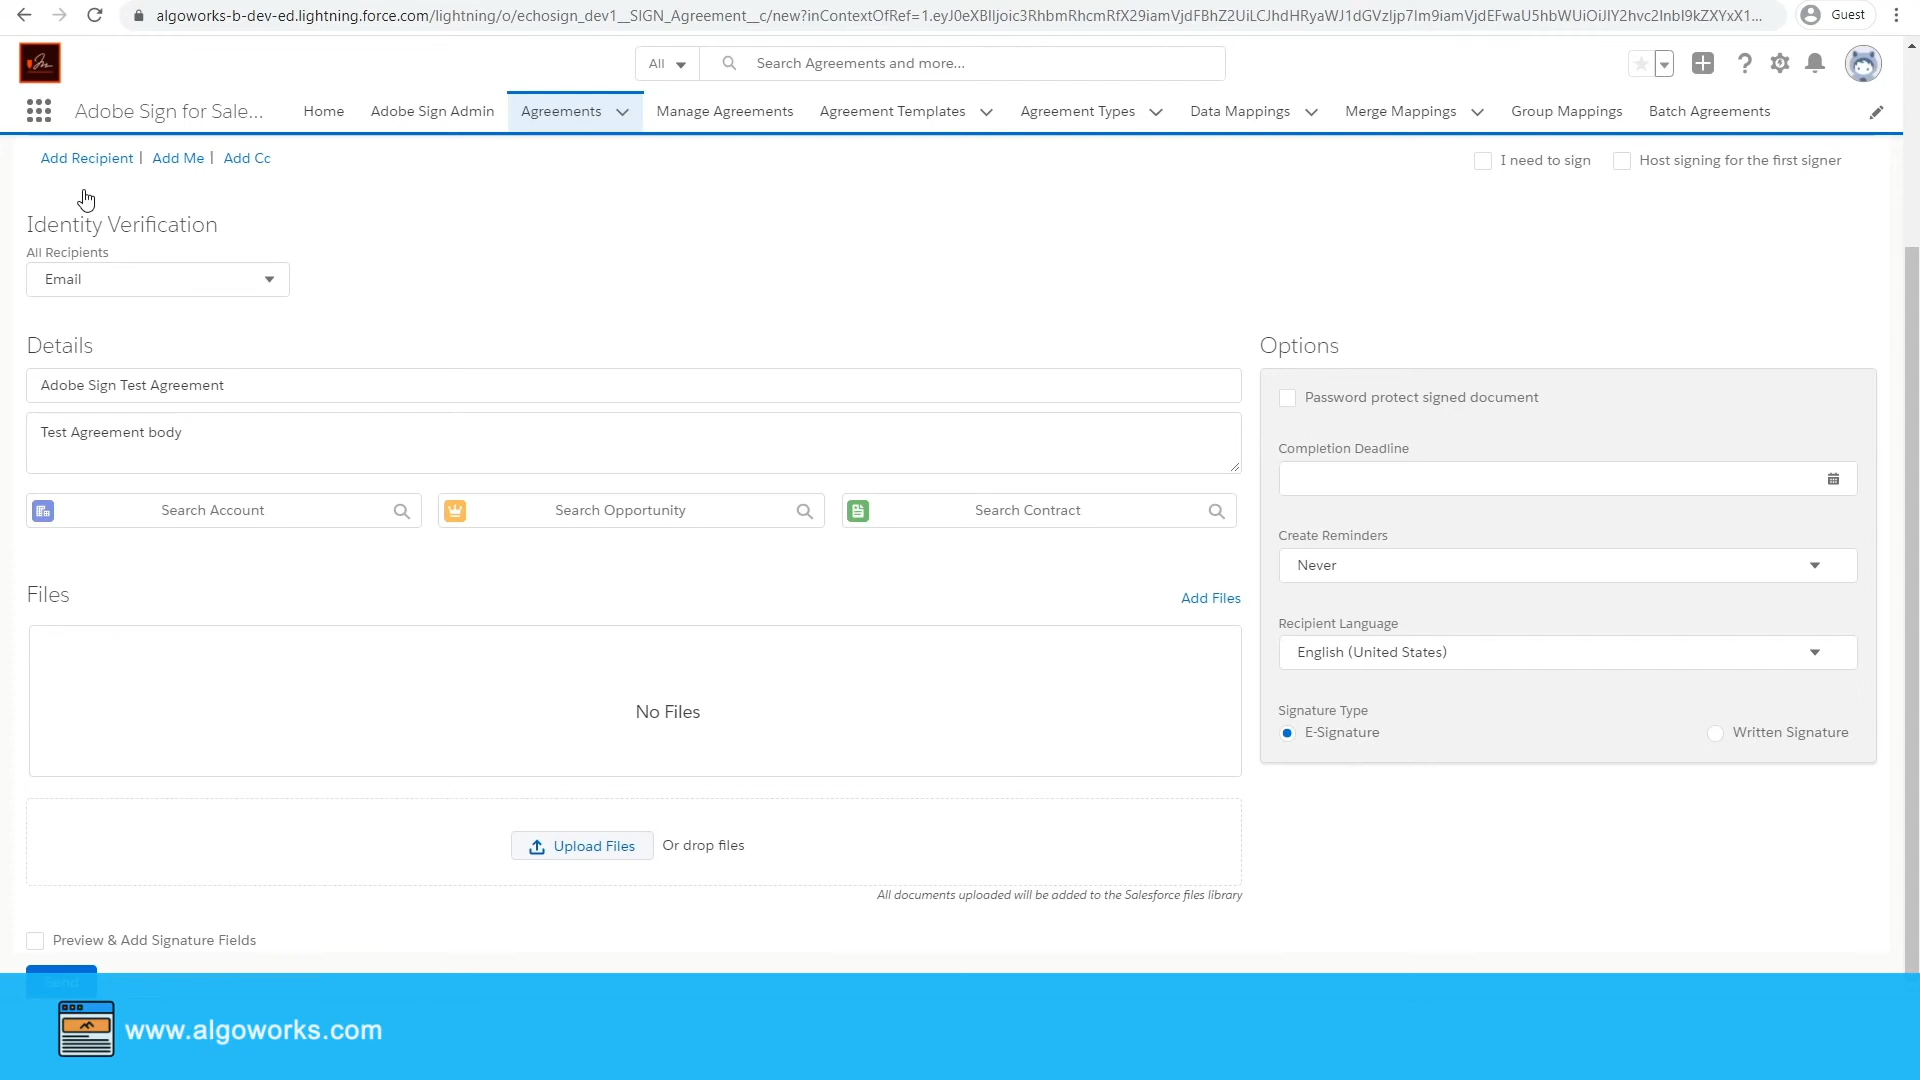 algoworks-b-dev-ed.lightning.force.com/lightning/o/echosign_dev1__SIGN_Agreement__c/new?inContextOfRef=
Guest
All
Search Agreements and more...
Adobe Sign for Sale...
Home
Adobe Sign Admin
Agreements
Manage Agreements
Agreement Templates
Agreement Types
Data Mappings
Merge Mappings
Group Mappings
Batch Agreements
Add Recipient | Add Me | Add Cc
I need to sign
Host signing for the first signer
Identity Verification
All Recipients
Email
Details
Adobe Sign Test Agreement
Test Agreement body
Search Account
Search Opportunity
Search Contract
Files
Add Files
No Files
Upload Files
Or drop files
All documents uploaded will be added to the Salesforce files library
Options
Password protect signed document
Completion Deadline
Create Reminders
Never
Recipient Language
English (United States)
Signature Type
E-Signature
Written Signature
Preview & Add Signature Fields
Send
www.algoworks.com